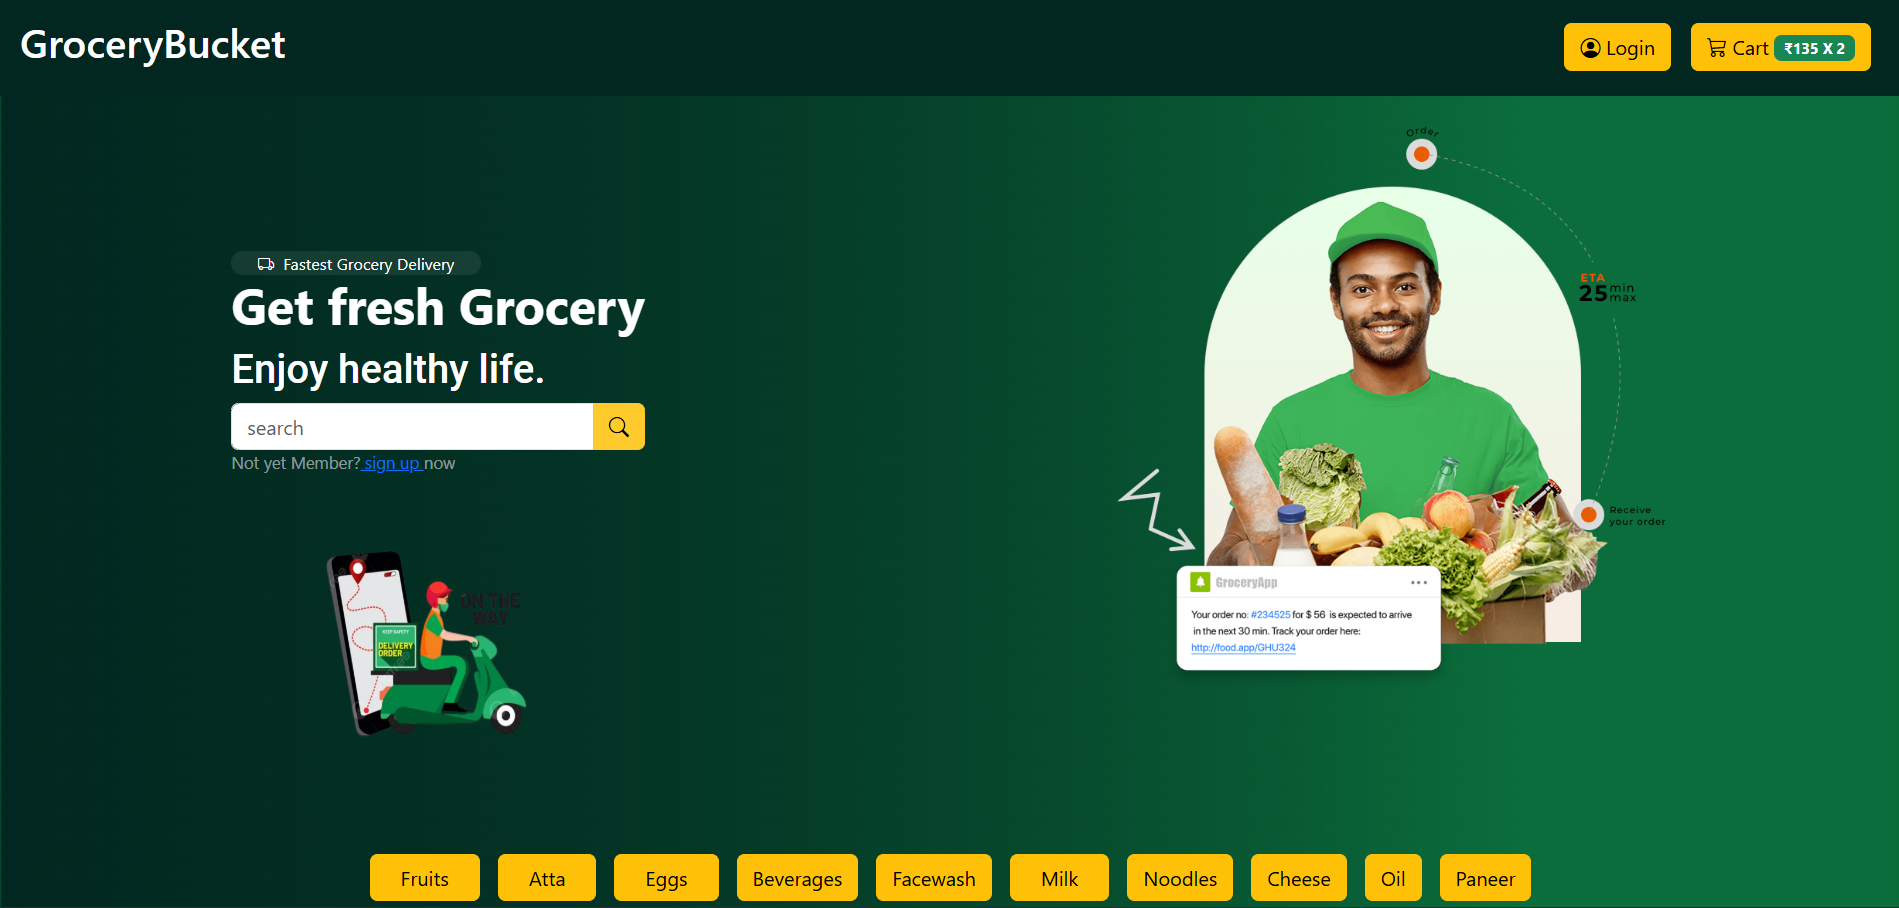 GroceryBucket
Login
Cart ₹135 X 2
Fastest Grocery Delivery
Get fresh Grocery
Enjoy healthy life.
search
Not yet Member? sign up now
ON THE
WAY
KEEP SAFETY
DELIVERY
ORDER
Order
ETA
25 min
max
Receive
your order
GroceryApp
Your order no: #234525 for $ 56 is expected to arrive
in the next 30 min. Track your order here:
http://food.app/GHU324
Fruits
Atta
Eggs
Beverages
Facewash
Milk
Noodles
Cheese
Oil
Paneer